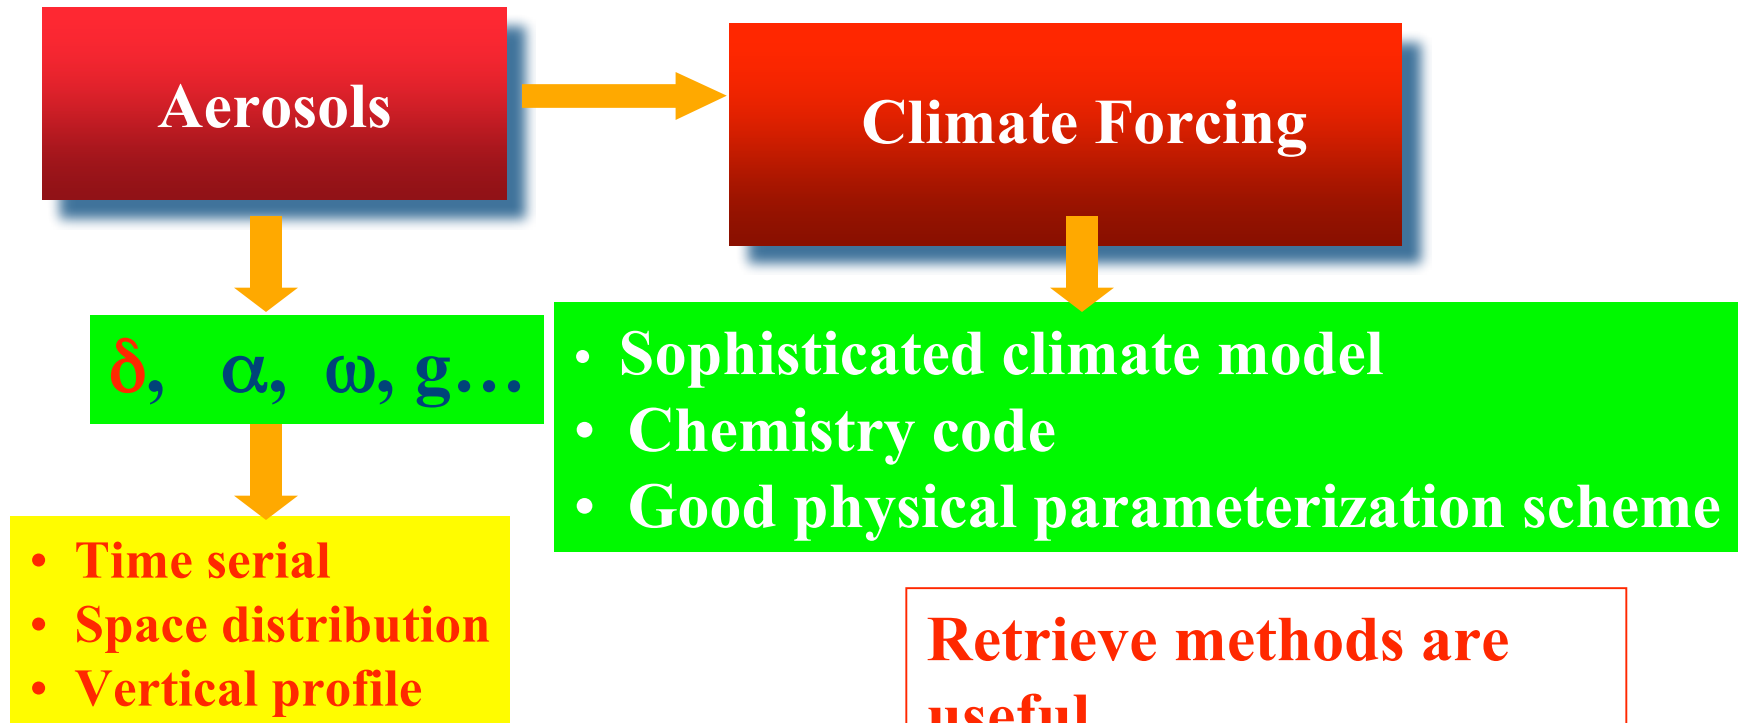 Aerosols
Climate Forcing
δ, α, ω, g…
• Sophisticated climate model
• Chemistry code
• Good physical parameterization scheme
• Time serial
• Space distribution
• Vertical profile
Retrieve methods are
useful